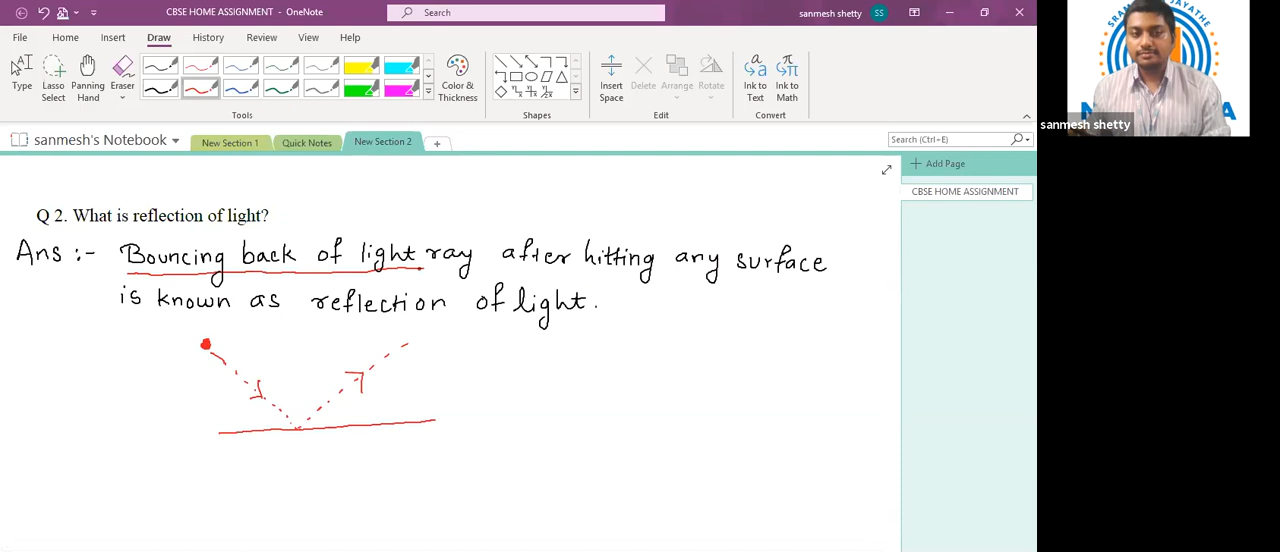 CBSE HOME ASSIGNMENT - OneNote
Search
sanmesh shetty
SS
File Home Insert Draw History Review View Help
Type
Lasso Select
Panning Hand
Eraser
Color & Thickness
Insert Space
Delete
Arrange
Rotate
Ink to Text
Ink to Math
Tools
Shapes
Edit
Convert
sanmesh's Notebook
New Section 1
Quick Notes
New Section 2
Search (Ctrl+E)
Add Page
CBSE HOME ASSIGNMENT
Q 2. What is reflection of light?
Ans :- Bouncing back of light ray after hitting any surface
is known as reflection of light.
sanmesh shetty